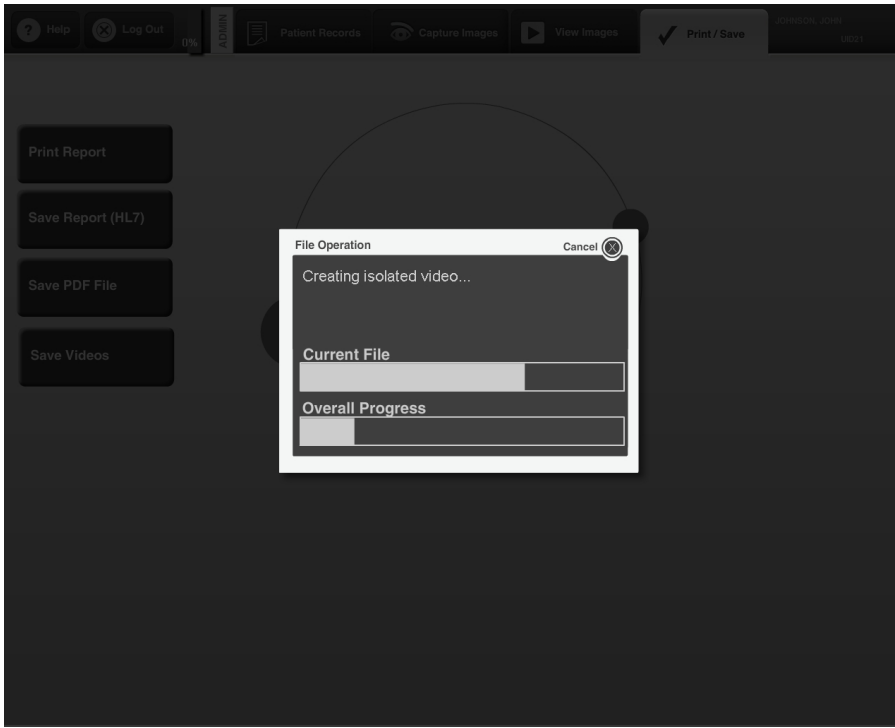 ? Help
Log Out
0%
ADMIN
Patient Records
Capture Images
View Images
Print / Save
JOHNSON, JOHN
UID21
Print Report
Save Report (HL7)
Save PDF File
Save Videos
File Operation
Cancel
Creating isolated video...
Current File
Overall Progress